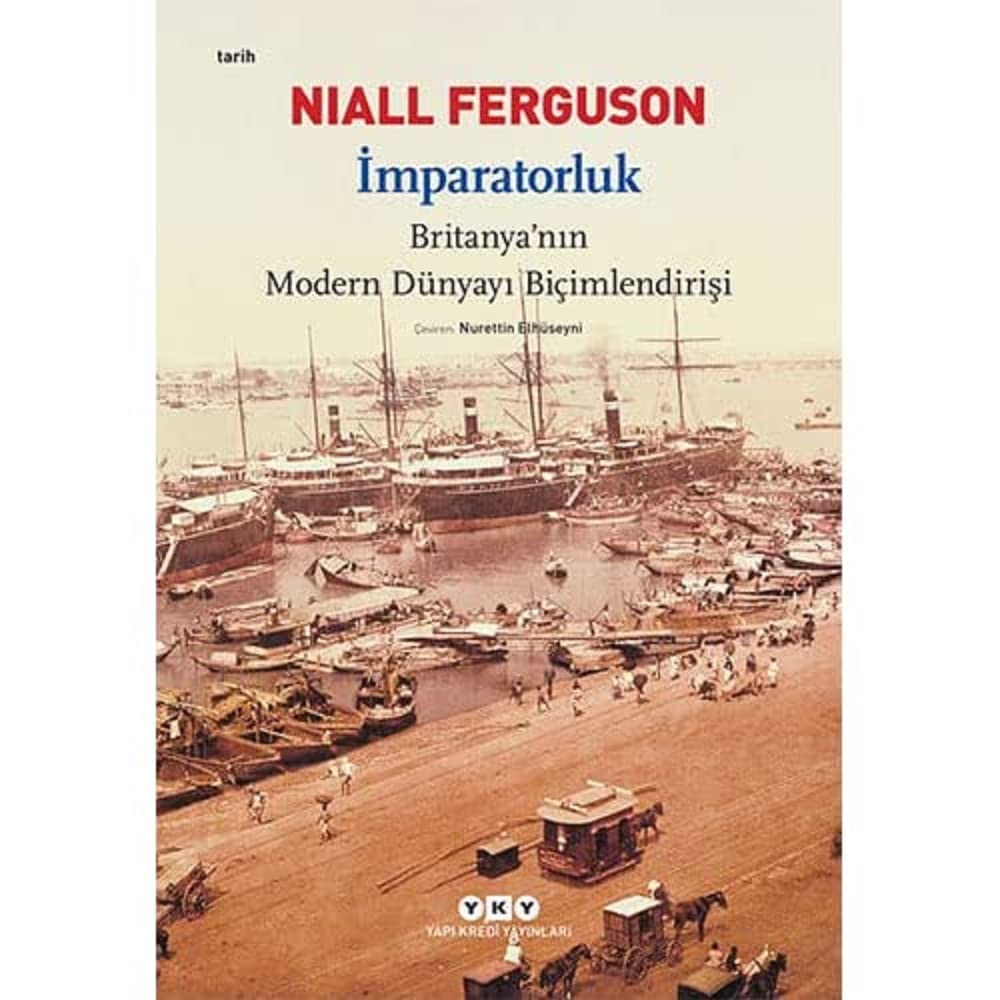 tarih
NIALL FERGUSON
İmparatorluk
Britanya'nın
Modern Dünyayı Biçimlendirişi
Çeviren: Nurettin Elhüseyni
YKY
YAPI KREDİ YAYINLARI